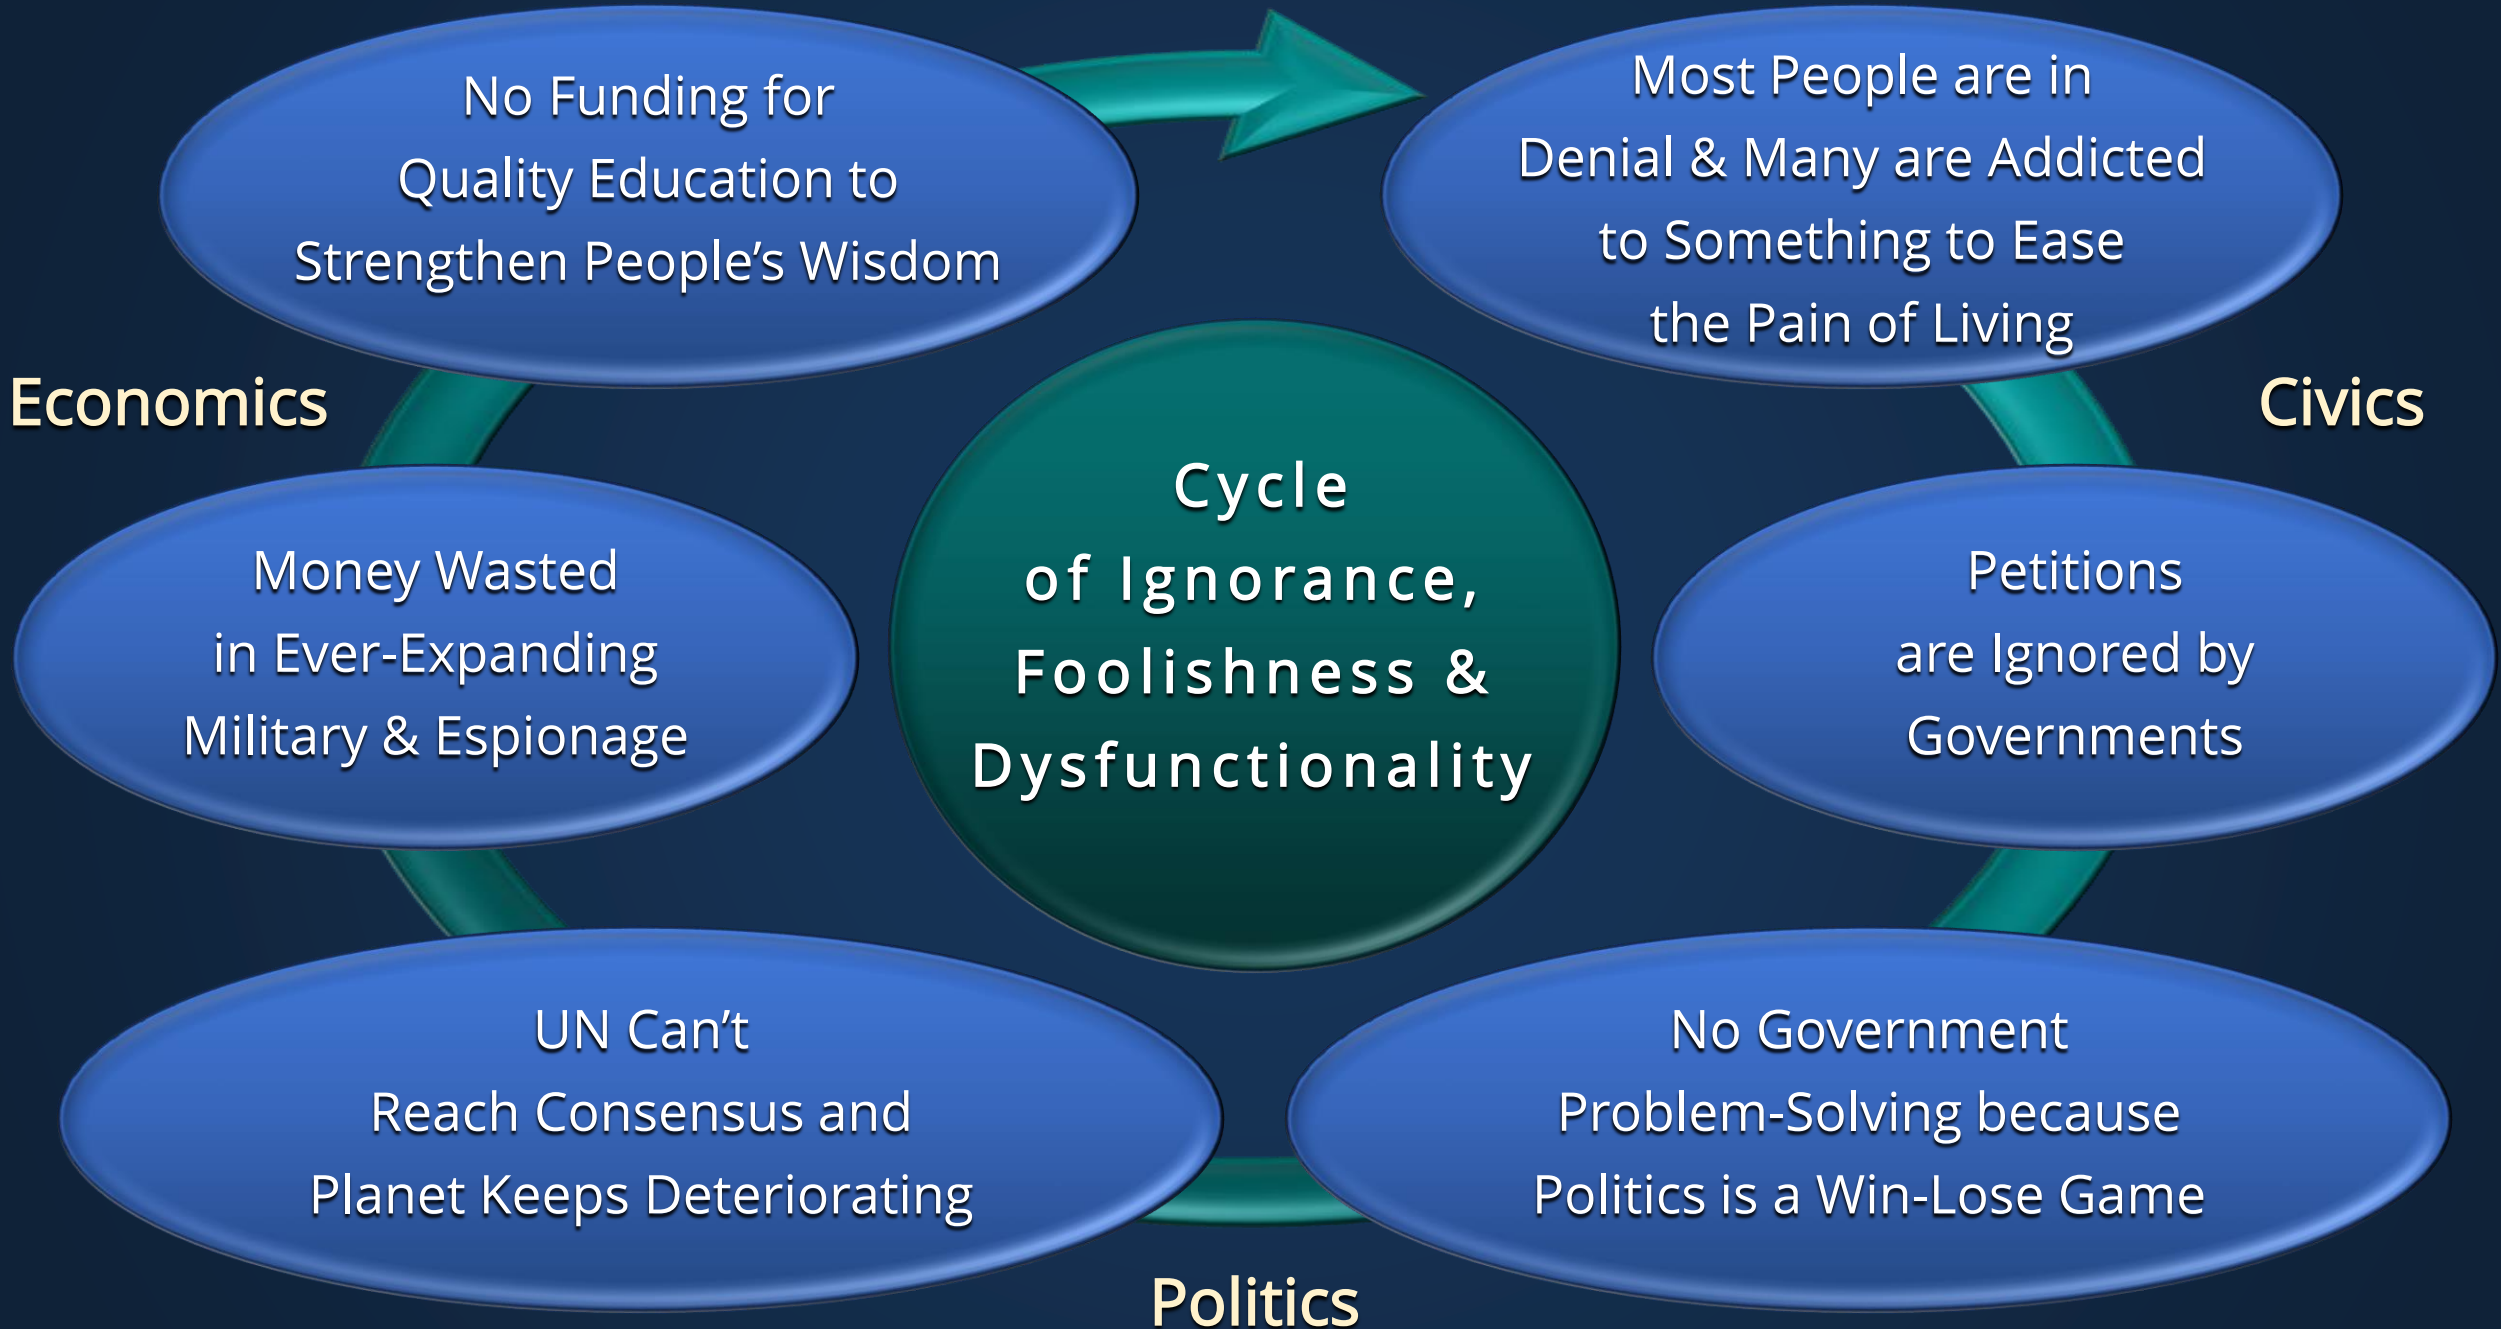 No Funding for
Quality Education to
Strengthen People’s Wisdom
Most People are in
Denial & Many are Addicted
to Something to Ease
the Pain of Living
Economics
Civics
Cycle
of Ignorance,
Foolishness &
Dysfunctionality
Money Wasted
in Ever-Expanding
Military & Espionage
Petitions
are Ignored by
Governments
UN Can’t
Reach Consensus and
Planet Keeps Deteriorating
No Government
Problem-Solving because
Politics is a Win-Lose Game
Politics